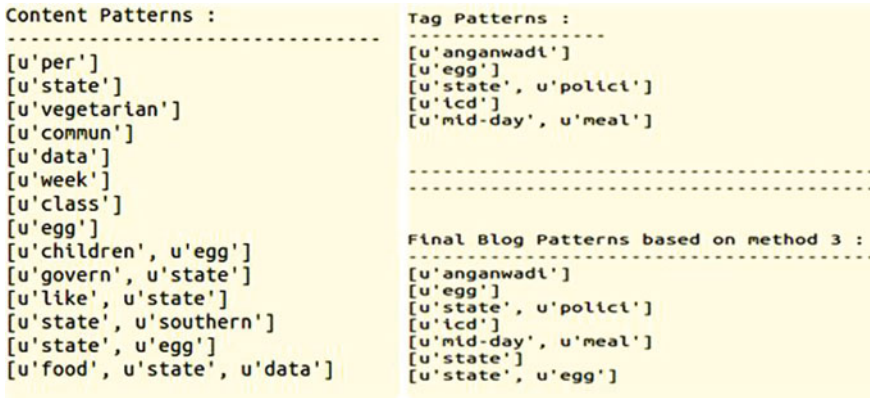 Content Patterns :
--------------------------------
[u'per']
[u'state']
[u'vegetarian']
[u'commun']
[u'data']
[u'week']
[u'class']
[u'egg']
[u'children', u'egg']
[u'govern', u'state']
[u'like', u'state']
[u'state', u'southern']
[u'state', u'egg']
[u'food', u'state', u'data']
Tag Patterns :
-----------------
[u'anganwadi']
[u'egg']
[u'state', u'polici']
[u'icd']
[u'mid-day', u'meal']
----------------------------------------
----------------------------------------
Final Blog Patterns based on method 3 :
----------------------------------------
[u'anganwadi']
[u'egg']
[u'state', u'polici']
[u'icd']
[u'mid-day', u'meal']
[u'state']
[u'state', u'egg']